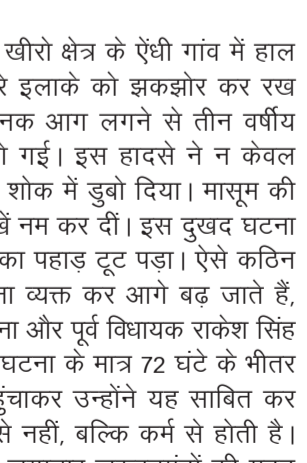 खीरो क्षेत्र के ऐंधी गांव में हाल
रे इलाके को झकझोर कर रख
नक आग लगने से तीन वर्षीय
ो गई। इस हादसे ने न केवल
शोक में डुबो दिया। मासूम की
खें नम कर दीं। इस दुखद घटना
का पहाड़ टूट पड़ा। ऐसे कठिन
ना व्यक्त कर आगे बढ़ जाते हैं,
ना और पूर्व विधायक राकेश सिंह
घटना के मात्र 72 घंटे के भीतर
हुंचाकर उन्होंने यह साबित कर
से नहीं, बल्कि कर्म से होती है।